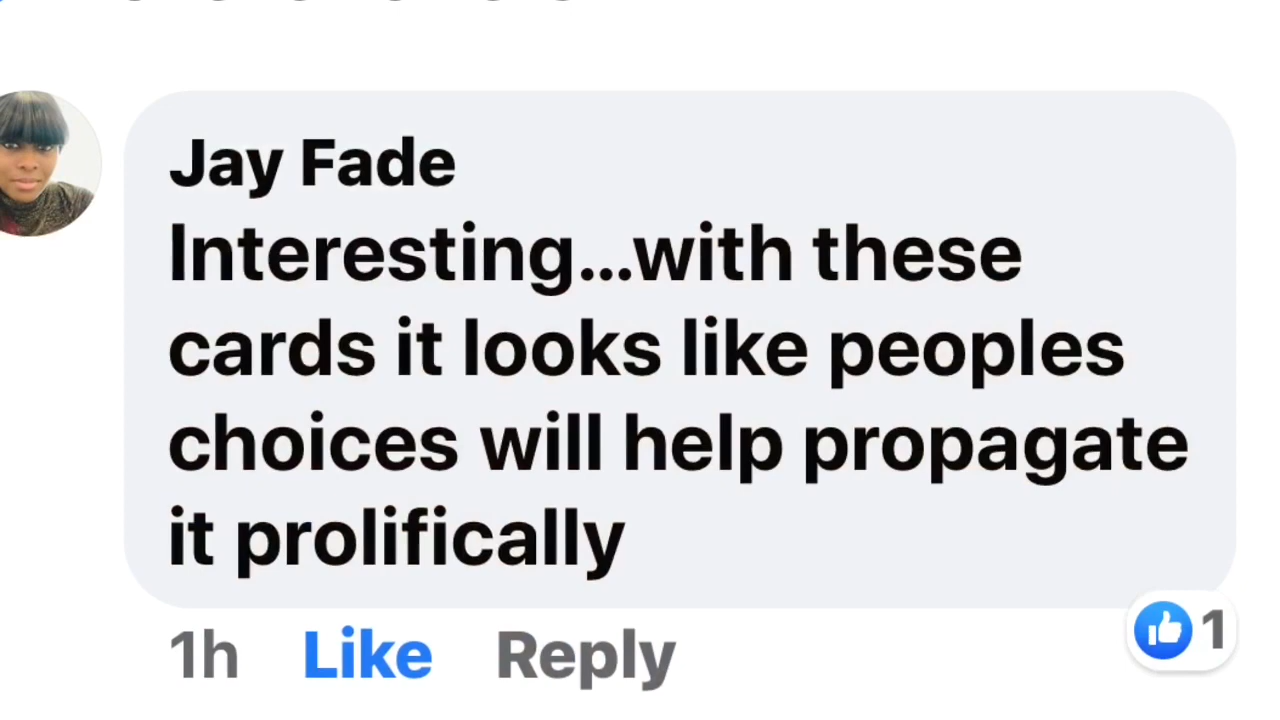 Jay Fade
Interesting...with these
cards it looks like peoples
choices will help propagate
it prolifically
1h Like Reply 1